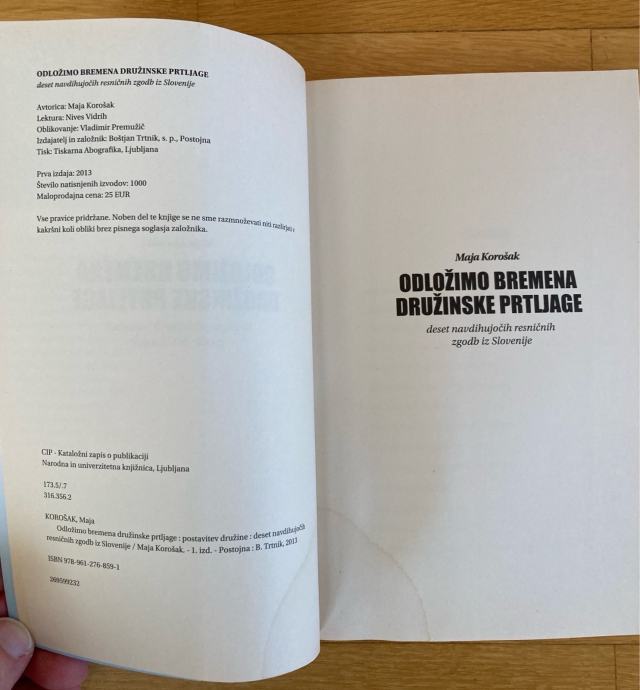 ODLOŽIMO BREMENA DRUŽINSKE PRTLJAGE
deset navdihujočih resničnih zgodb iz Slovenije
Avtorica: Maja Korošak
Lektura: Nives Vidrih
Oblikovanje: Vladimir Premužič
Izdajatelj in založnik: Boštjan Trtnik, s. p., Postojna
Tisk: Tiskarna Abografika, Ljubljana
Prva izdaja: 2013
Število natisnjenih izvodov: 1000
Maloprodajna cena: 25 EUR
Vse pravice pridržane. Noben del te knjige se ne sme razmnoževati niti razširjati v
kakršni koli obliki brez pisnega soglasja založnika.
CIP - Kataložni zapis o publikaciji
Narodna in univerzitetna knjižnica, Ljubljana
173.5/.7
316.356.2
KOROŠAK, Maja
Odložimo bremena družinske prtljage : postavitev družine : deset navdihujočih
resničnih zgodb iz Slovenije / Maja Korošak. - 1. izd. - Postojna : B. Trtnik, 2013
ISBN 978-961-276-859-1
269599232
Maja Korošak
ODLOŽIMO BREMENA
DRUŽINSKE PRTLJAGE
deset navdihujočih resničnih
zgodb iz Slovenije